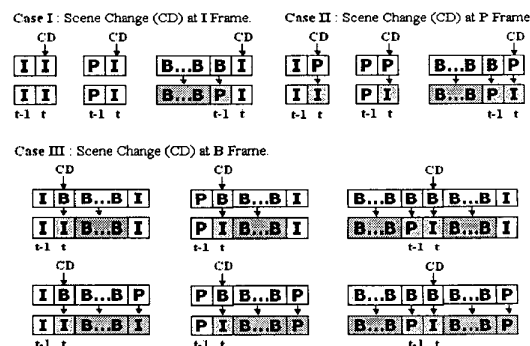 Case I : Scene Change (CD) at I Frame.
CD CD CD
I I P I B...B B I
I I P I B...B P I
t-1 t t-1 t t-1 t
Case II : Scene Change (CD) at P Frame
CD CD CD
I P P P B...B B P
I I P I B...B P I
t-1 t t-1 t t-1 t
Case III : Scene Change (CD) at B Frame.
CD CD CD
I B B...B I P B B...B I B...B B B B...B I
I I B...B I P I B...B I B...B P I B...B I
t-1 t t-1 t t-1 t
CD CD CD
I B B...B P P B B...B P B...B B B B...B P
I I B...B I P I B...B P B...B P I B...B P
t-1 t t-1 t t-1 t